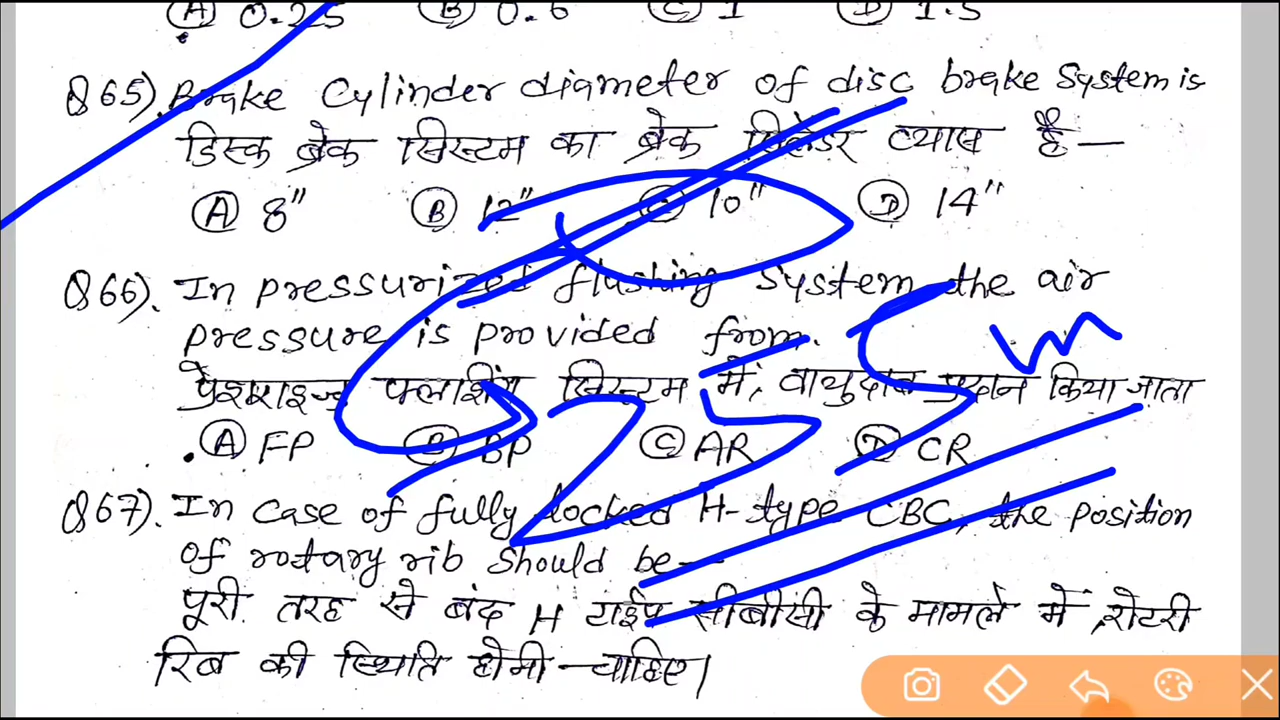 (A) 0.25 (B) 0.6 (C) 1 (D) 1.5
Q65). Brake Cylinder diameter of disc brake System is
डिस्क ब्रेक सिस्टम का ब्रेक सिलेंडर व्यास है—
(A) 8" (B) 12" (C) 10" (D) 14"
Q66). In pressurized flushing System the air
pressure is provided from.
प्रेशराइज्ड फ्लाशिंग सिस्टम में, वायुदाब प्रदान किया जाता
(A) FP (B) BP (C) AR (D) CR
Q67). In case of fully locked H-type CBC, the position
of rotary rib should be—
पूरी तरह से बंद H टाईप सीबीसी के मामले में, रोटरी
रिब की स्थिति होनी चाहिए।